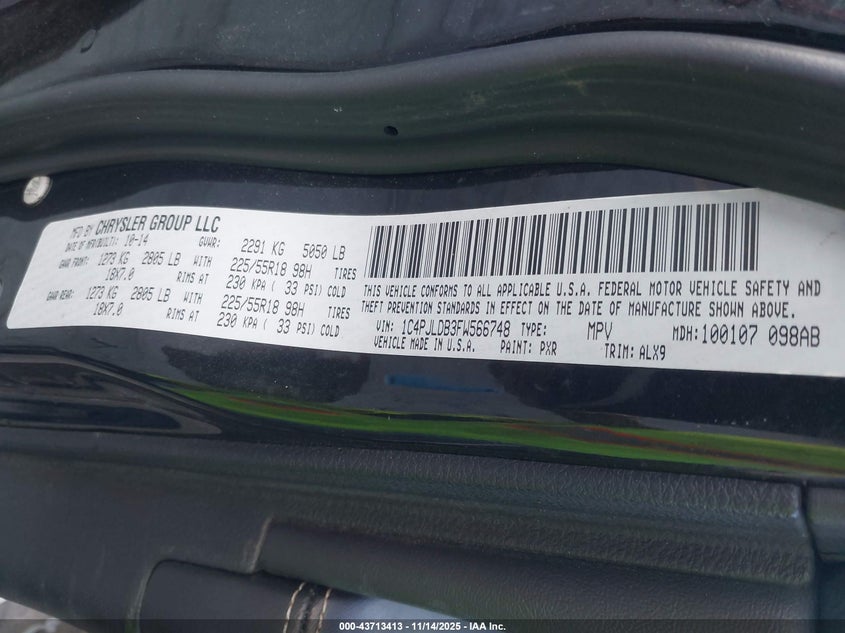 MFD BY CHRYSLER GROUP LLC
DATE OF MFR(BUILT): 10-14 GVWR: 2291 KG 5050 LB
GAWR FRONT: 1273 KG 2805 LB WITH 225/55R18 98H TIRES
18X7.0 RIMS AT 230 KPA ( 33 PSI) COLD
GAWR REAR: 1273 KG 2805 LB WITH 225/55R18 98H TIRES
18X7.0 RIMS AT 230 KPA ( 33 PSI) COLD
THIS VEHICLE CONFORMS TO ALL APPLICABLE U.S.A. FEDERAL MOTOR VEHICLE SAFETY AND
THEFT PREVENTION STANDARDS IN EFFECT ON THE DATE OF MANUFACTURE SHOWN ABOVE.
VIN: 1C4PJLDB3FW566748 TYPE: MPV MDH:100107 098AB
VEHICLE MADE IN U.S.A. PAINT: PXR TRIM: ALX9
000-43713413 - 11/14/2025 - © IAA Inc.